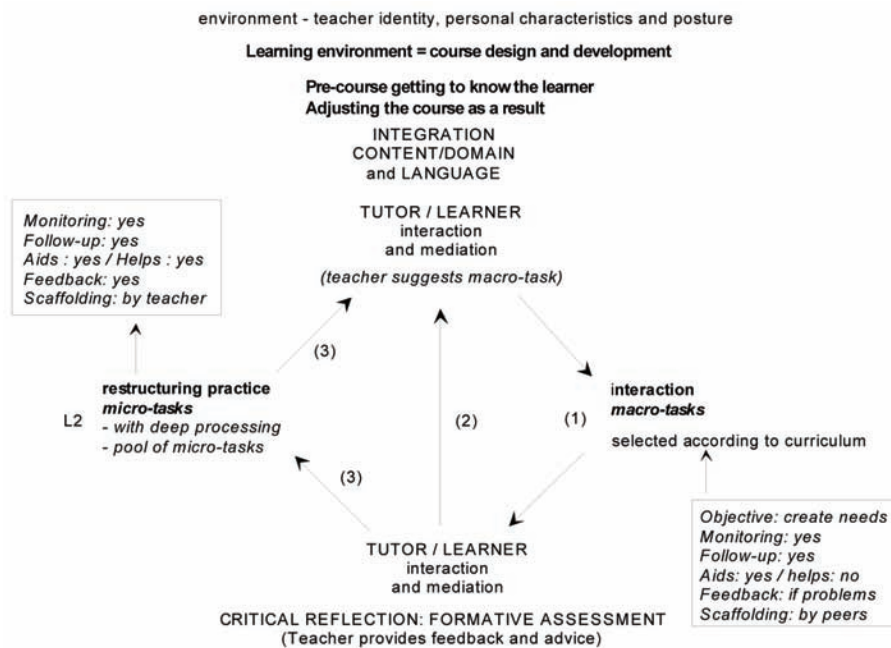 environment - teacher identity, personal characteristics and posture
Learning environment = course design and development
Pre-course getting to know the learner
Adjusting the course as a result
INTEGRATION
CONTENT/DOMAIN
and LANGUAGE
TUTOR / LEARNER
interaction
and mediation
(teacher suggests macro-task)
Monitoring: yes
Follow-up: yes
Aids : yes / Helps : yes
Feedback: yes
Scaffolding: by teacher
(3)
restructuring practice
micro-tasks
- with deep processing
- pool of micro-tasks
L2
(2)
(1)
interaction
macro-tasks
selected according to curriculum
(3)
Objective: create needs
Monitoring: yes
Follow-up: yes
Aids: yes / helps: no
Feedback: if problems
Scaffolding: by peers
TUTOR / LEARNER
interaction
and mediation
CRITICAL REFLECTION: FORMATIVE ASSESSMENT
(Teacher provides feedback and advice)